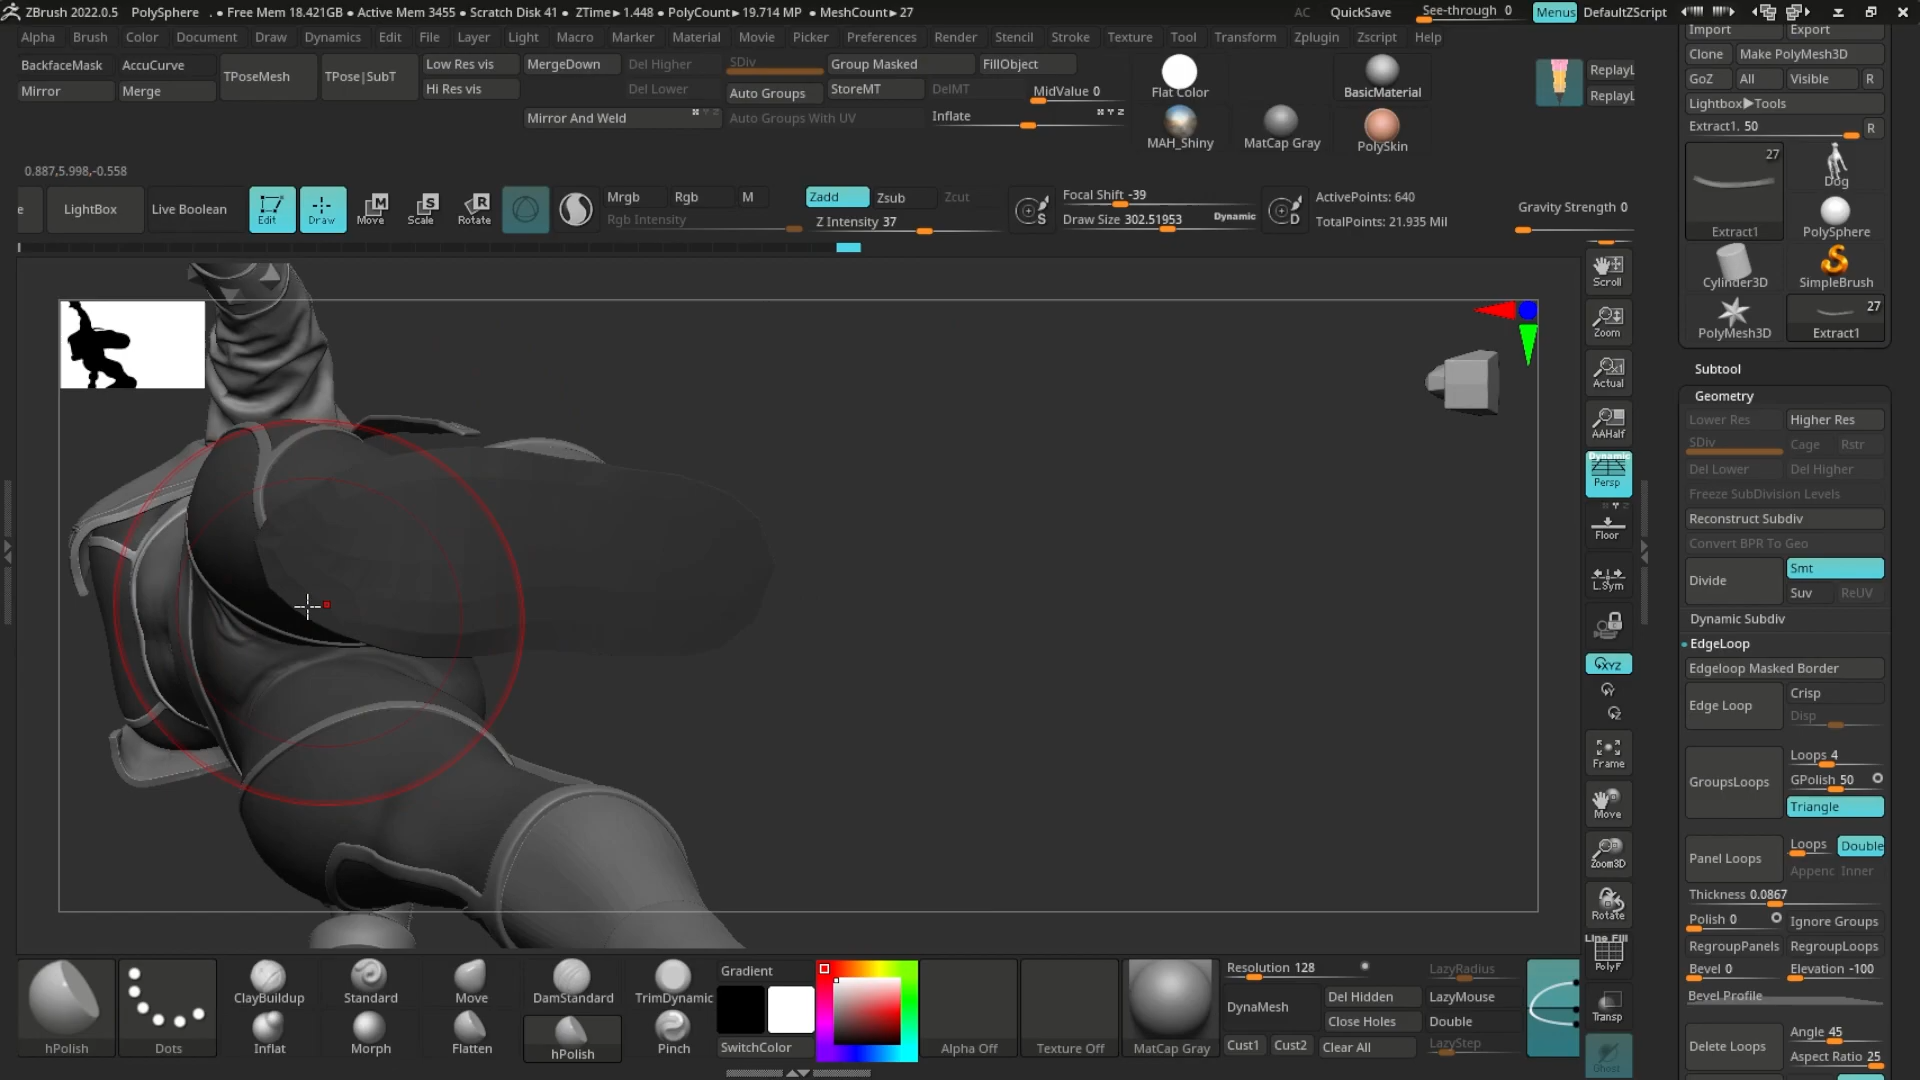 ZBrush 2022.0.5 PolySphere . • Free Mem 18.421GB • Active Mem 3455 • Scratch Disk 41 • ZTime▸1.448 • PolyCount▸19.714 MP • MeshCount▸27 AC QuickSave See-through 0 Menus DefaultZScript
Alpha Brush Color Document Draw Dynamics Edit File Layer Light Macro Marker Material Movie Picker Preferences Render Stencil Stroke Texture Tool Transform Zplugin Zscript Help
BackfaceMask AccuCurve TPoseMesh TPose|SubT Low Res vis MergeDown Del Higher SDiv Group Masked FillObject
Mirror Merge Hi Res vis Del Lower Auto Groups StoreMT DelMT MidValue 0 Flat Color BasicMaterial ReplayL
ReplayL
Mirror And Weld Auto Groups With UV Inflate MAH_Shiny MatCap Gray PolySkin
0.887,5.998,-0.558
e LightBox Live Boolean Edit Draw Move Scale Rotate Mrgb Rgb M Zadd Zsub Zcut Focal Shift -39 ActivePoints: 640 Gravity Strength 0
Rgb Intensity Z Intensity 37 S Draw Size 302.51953 Dynamic D TotalPoints: 21.935 Mil
Import Export
Clone Make PolyMesh3D
GoZ All Visible R
Lightbox▸Tools
Extract1. 50 R
27 Dog
Extract1 PolySphere
Cylinder3D SimpleBrush
27
PolyMesh3D Extract1
Subtool
Geometry
Lower Res Higher Res
SDiv Cage Rstr
Del Lower Del Higher
Freeze SubDivision Levels
Reconstruct Subdiv
Convert BPR To Geo
Divide Smt
Suv ReUV
Dynamic Subdiv
EdgeLoop
Edgeloop Masked Border
Edge Loop Crisp
Disp
GroupsLoops Loops 4
GPolish 50
Triangle
Panel Loops Loops Double
Appenc Inner
Thickness 0.0867
Polish 0 Ignore Groups
RegroupPanels RegroupLoops
Bevel 0 Elevation -100
Bevel Profile
Delete Loops Angle 45
Aspect Ratio 25
Scroll
Zoom
Actual
AAHalf
Dynamic
Persp
Floor
L.Sym
XYZ
Frame
Move
Zoom3D
Rotate
Line Fill
PolyF
Transp
Ghost
hPolish Dots ClayBuildup Standard Move DamStandard TrimDynamic Gradient
Inflat Morph Flatten hPolish Pinch SwitchColor Alpha Off Texture Off MatCap Gray
Resolution 128 LazyRadius
DynaMesh Del Hidden LazyMouse
Close Holes Double
Cust1 Cust2 Clear All LazyStep